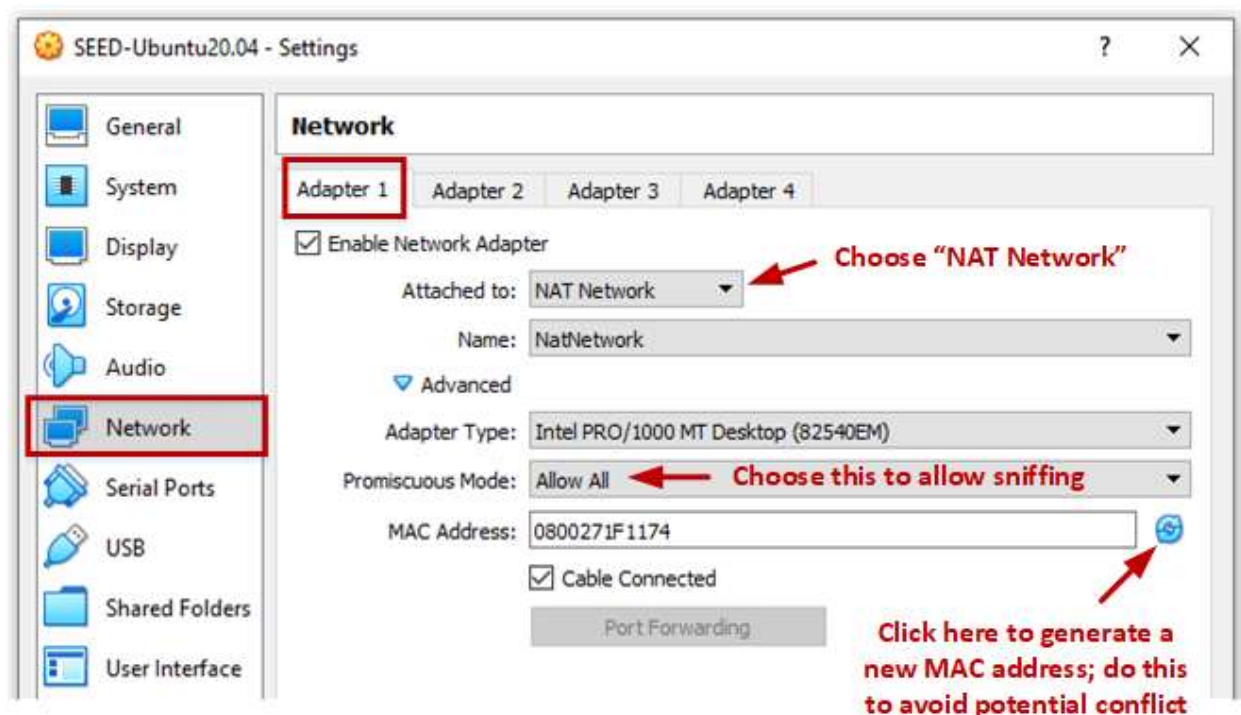 SEED-Ubuntu20.04 - Settings
?
General
System
Display
Storage
Audio
Network
Serial Ports
USB
Shared Folders
User Interface
Network
Adapter 1
Adapter 2
Adapter 3
Adapter 4
Enable Network Adapter
Choose “NAT Network”
Attached to: NAT Network
Name: NatNetwork
Advanced
Adapter Type: Intel PRO/1000 MT Desktop (82540EM)
Promiscuous Mode: Allow All
Choose this to allow sniffing
MAC Address: 0800271F1174
Cable Connected
Port Forwarding
Click here to generate a
new MAC address; do this
to avoid potential conflict